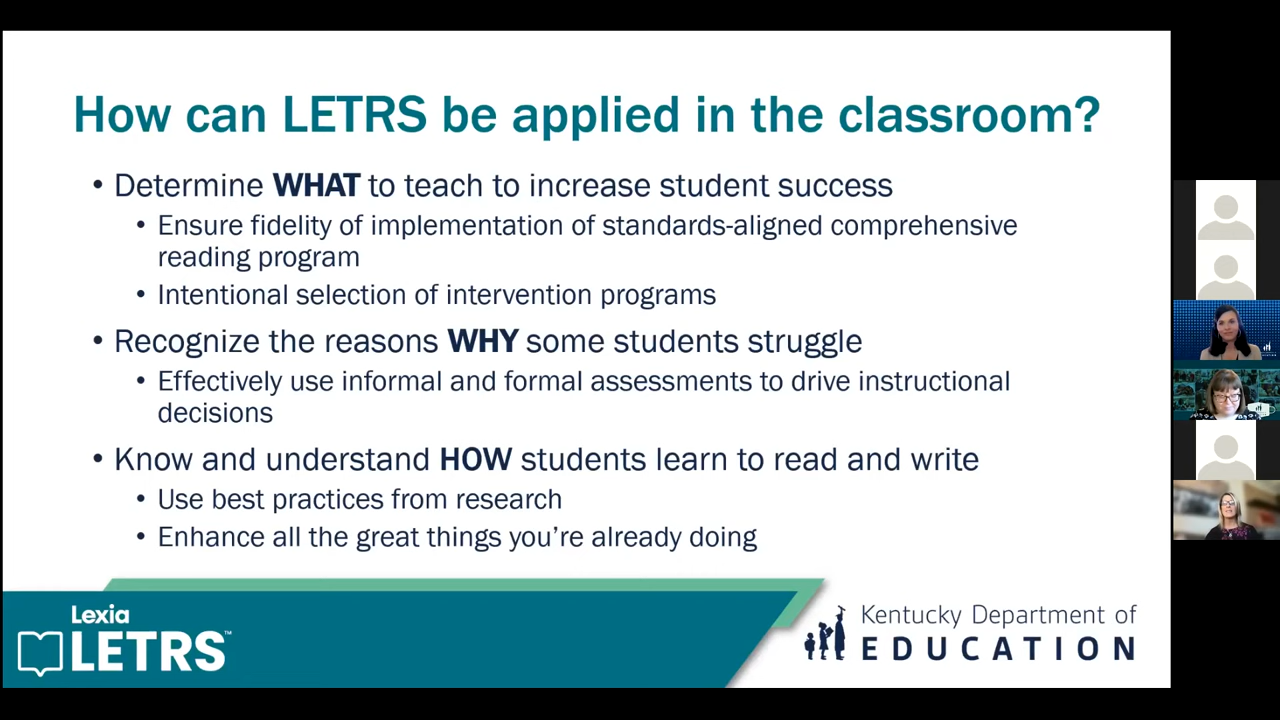 How can LETRS be applied in the classroom?
• Determine WHAT to teach to increase student success
• Ensure fidelity of implementation of standards-aligned comprehensive
reading program
• Intentional selection of intervention programs
• Recognize the reasons WHY some students struggle
• Effectively use informal and formal assessments to drive instructional
decisions
• Know and understand HOW students learn to read and write
• Use best practices from research
• Enhance all the great things you’re already doing
Lexia
LETRS™
Kentucky Department of
EDUCATION